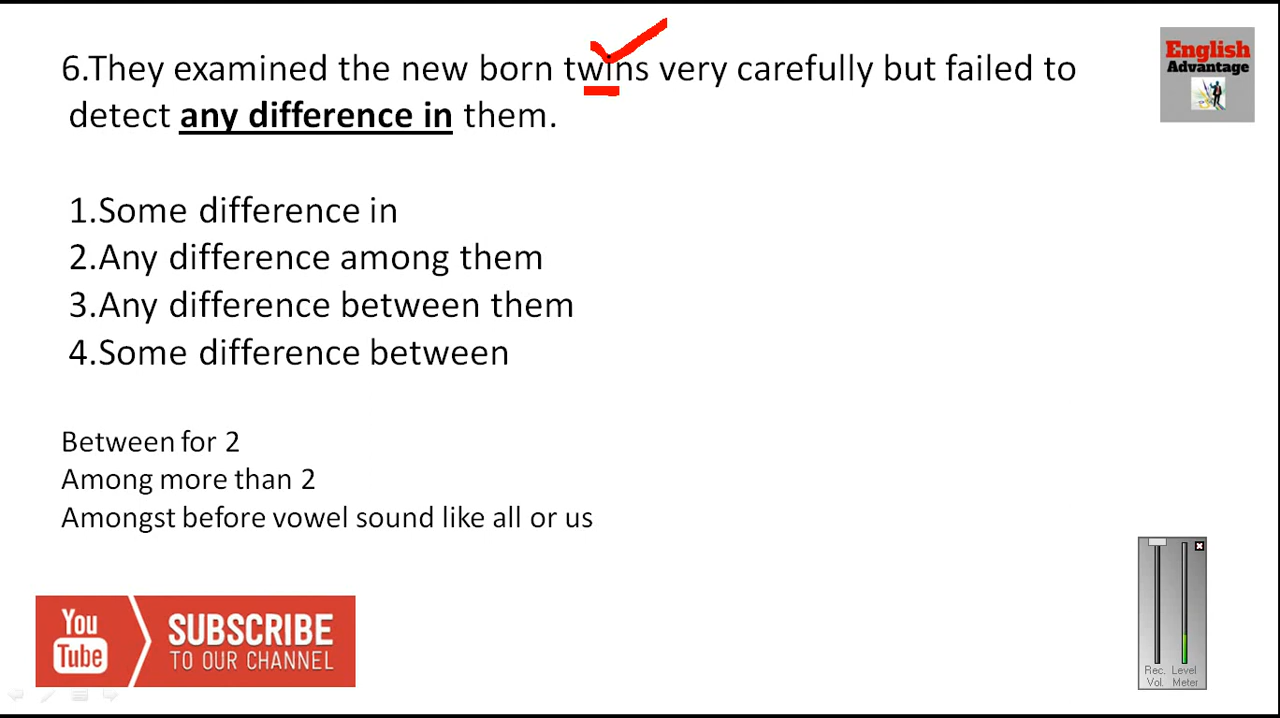 6.They examined the new born twins very carefully but failed to
detect any difference in them.
1.Some difference in
2.Any difference among them
3.Any difference between them
4.Some difference between
Between for 2
Among more than 2
Amongst before vowel sound like all or us
English
Advantage
You
Tube
SUBSCRIBE
TO OUR CHANNEL
Rec. Level
Vol. Meter